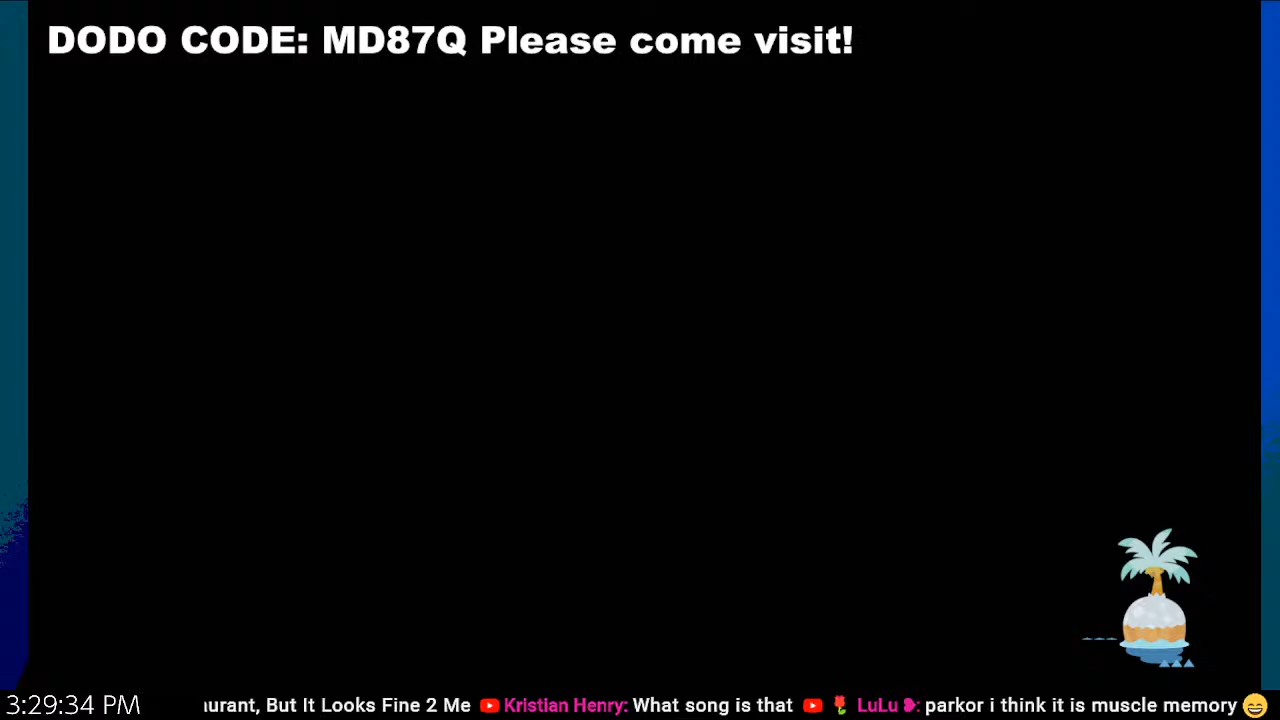 DODO CODE: MD87Q Please come visit!
3:29:34 PM urant, But It Looks Fine 2 Me Kristian Henry: What song is that 🌷 LuLu ❥: parkor i think it is muscle memory 😄